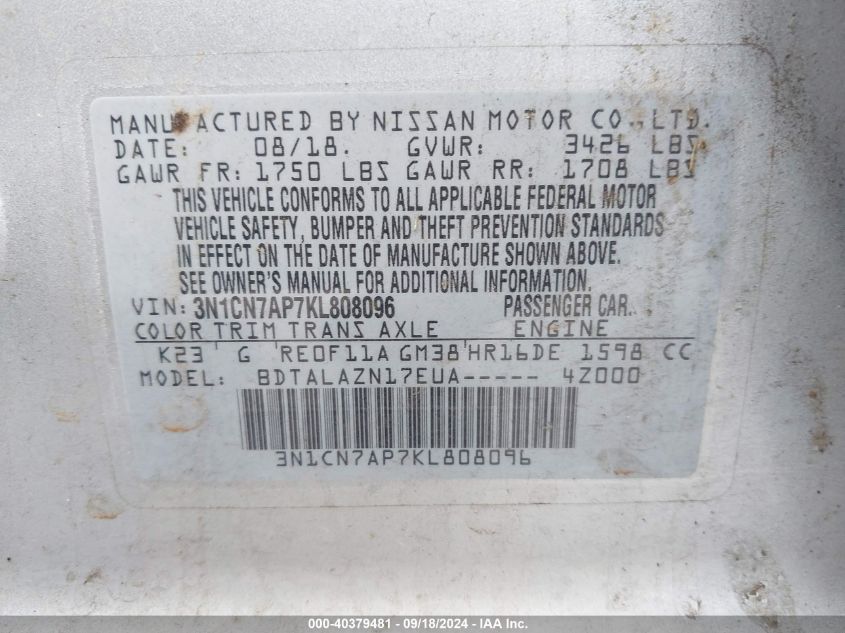 MANUFACTURED BY NISSAN MOTOR CO., LTD.
DATE: 08/18. GVWR: 3426 LBS
GAWR FR: 1750 LBS GAWR RR: 1708 LBS
THIS VEHICLE CONFORMS TO ALL APPLICABLE FEDERAL MOTOR
VEHICLE SAFETY, BUMPER AND THEFT PREVENTION STANDARDS
IN EFFECT ON THE DATE OF MANUFACTURE SHOWN ABOVE.
SEE OWNER'S MANUAL FOR ADDITIONAL INFORMATION.
VIN: 3N1CN7AP7KL808096 PASSENGER CAR.
COLOR TRIM TRANS AXLE ENGINE
K23 G RE0F11A GM38 HR16DE 1598 CC
MODEL: BDTALAZN17EUA----- 4Z000
3N1CN7AP7KL808096
000-40379481 - 09/18/2024 - IAA Inc.